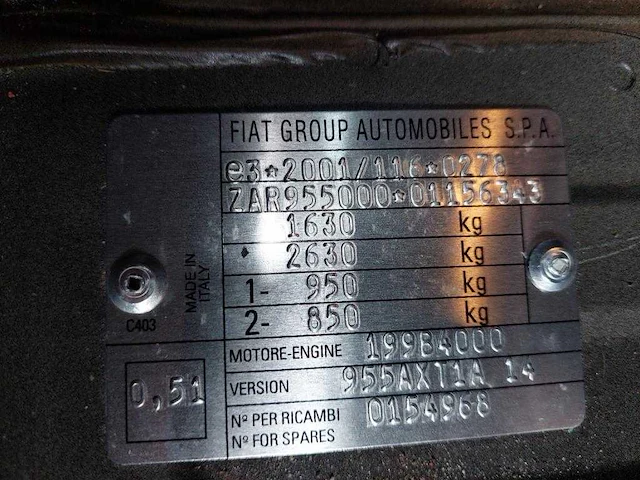 FIAT GROUP AUTOMOBILES S.P.A.
e3*2001/116*0278
ZAR955000*01156343
1630 kg
2630 kg
1- 950 kg
2- 850 kg
MADE IN ITALY
C403
0,51
MOTORE-ENGINE 199B4000
VERSION 955AXT1A 14
Nº PER RICAMBI
Nº FOR SPARES
0154968